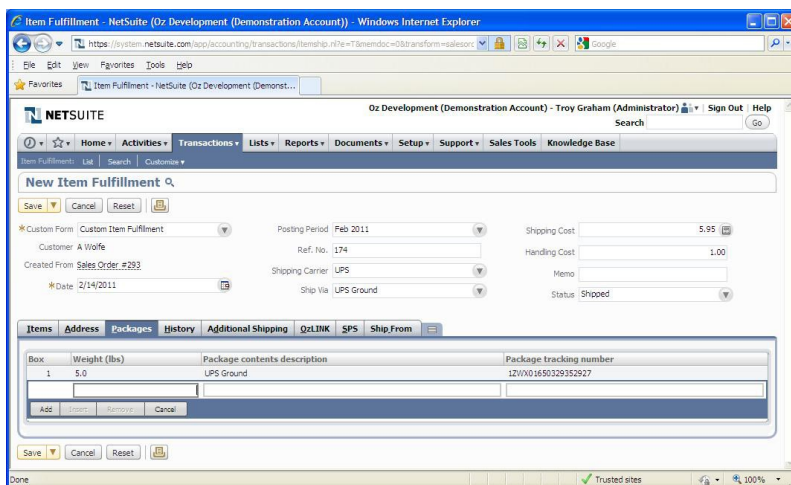 Item Fulfillment - NetSuite (Oz Development (Demonstration Account)) - Windows Internet Explorer
https://system.netsuite.com/app/accounting/transactions/itemship.nl?e=T&memdoc=0&transform=salesorc
Google
File Edit View Favorites Tools Help
Favorites Item Fulfillment - NetSuite (Oz Development (Demonst...
NETSUITE
Oz Development (Demonstration Account) - Troy Graham (Administrator) Sign Out Help
Search Go
Home Activities Transactions Lists Reports Documents Setup Support Sales Tools Knowledge Base
Item Fulfillment: List Search Customize
New Item Fulfillment
Save Cancel Reset
*Custom Form Custom Item Fulfilment Posting Period Feb 2011 Shipping Cost 5.95
Customer A Wolfe Ref. No. 174 Handling Cost 1.00
Created From Sales Order #293 Shipping Carrier UPS Memo
*Date 2/14/2011 Ship Via UPS Ground Status Shipped
Items Address Packages History Additional Shipping OzLINK SPS Ship From
Box Weight (lbs) Package contents description Package tracking number
1 5.0 UPS Ground 1ZWX01650329352927
Add Insert Remove Cancel
Save Cancel Reset
Done Trusted sites 100%